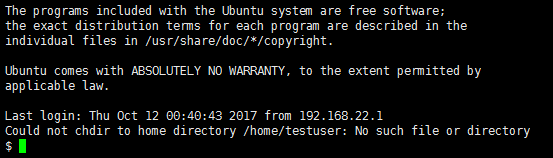 The programs included with the Ubuntu system are free software;
the exact distribution terms for each program are described in the
individual files in /usr/share/doc/*/copyright.
Ubuntu comes with ABSOLUTELY NO WARRANTY, to the extent permitted by
applicable law.
Last login: Thu Oct 12 00:40:43 2017 from 192.168.22.1
Could not chdir to home directory /home/testuser: No such file or directory
$